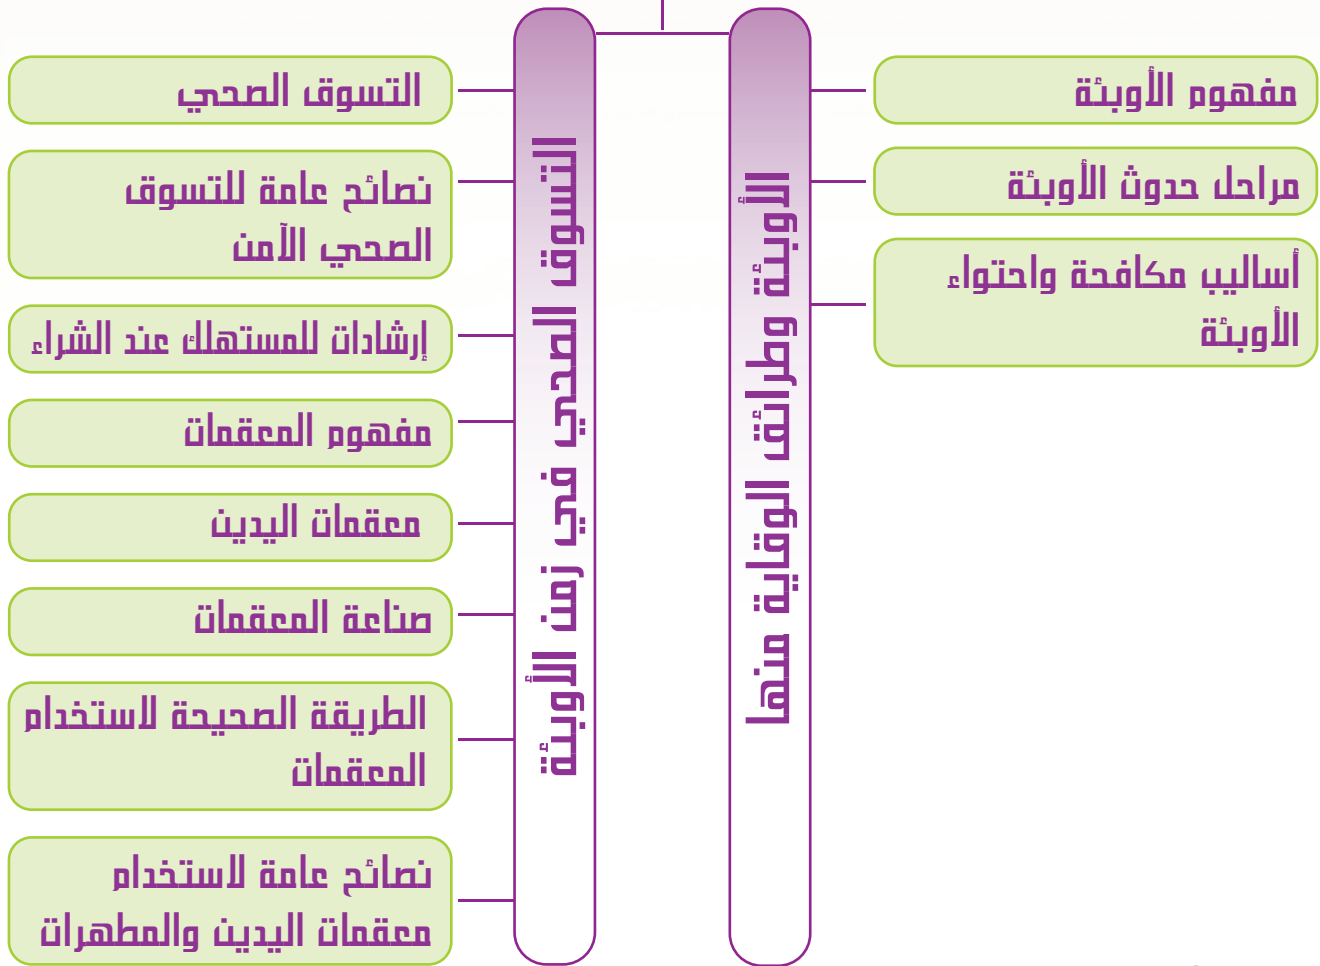 الأوبئة وطرائق الوقاية منها
مفهوم الأوبئة
مراحل حدوث الأوبئة
أساليب مكافحة واحتواء
الأوبئة
التسوق الصحي في زمن الأوبئة
التسوق الصحي
نصائح عامة للتسوق
الصحي الآمن
إرشادات للمستهلك عند الشراء
مفهوم المعقمات
معقمات اليدين
صناعة المعقمات
الطريقة الصحيحة لاستخدام
المعقمات
نصائح عامة لاستخدام
معقمات اليدين والمطهرات